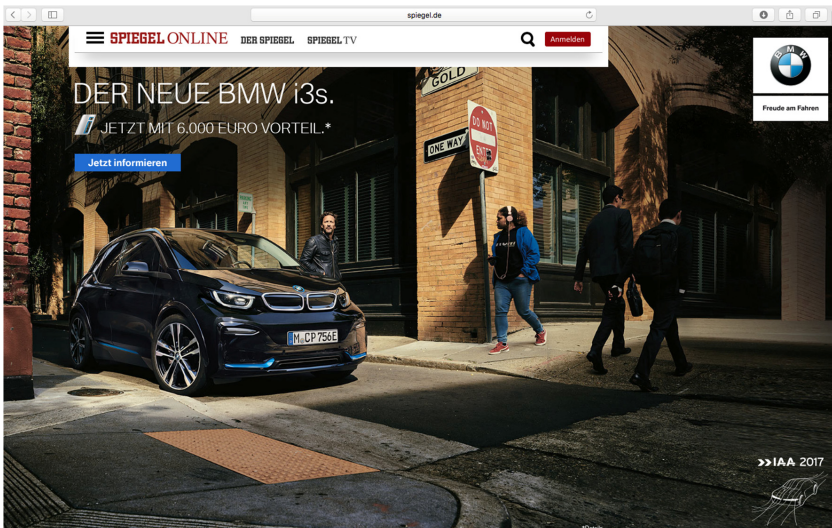 spiegel.de
SPIEGEL ONLINE DER SPIEGEL SPIEGEL TV
Anmelden
BMW
Freude am Fahren
DER NEUE BMW i3s.
JETZT MIT 6.000 EURO VORTEIL.*
Jetzt informieren
GOLD
DO NOT
ENTER
ONE WAY
M CP 756E
>>IAA 2017
*Details